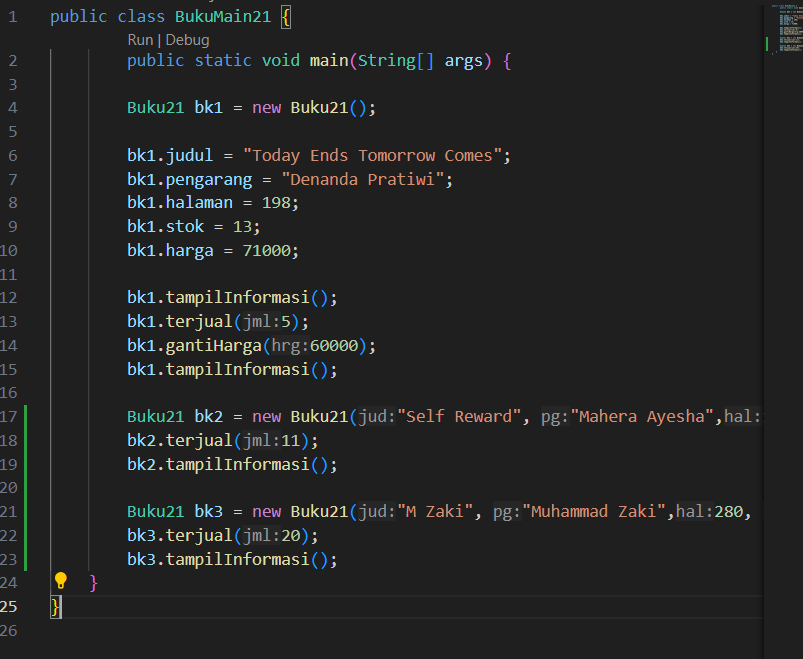 1 public class BukuMain21 {
Run | Debug
2 public static void main(String[] args) {
3
4 Buku21 bk1 = new Buku21();
5
6 bk1.judul = "Today Ends Tomorrow Comes";
7 bk1.pengarang = "Denanda Pratiwi";
8 bk1.halaman = 198;
9 bk1.stok = 13;
10 bk1.harga = 71000;
11
12 bk1.tampilInformasi();
13 bk1.terjual(jml:5);
14 bk1.gantiHarga(hrg:60000);
15 bk1.tampilInformasi();
16
17 Buku21 bk2 = new Buku21(jud:"Self Reward", pg:"Mahera Ayesha",hal:
18 bk2.terjual(jml:11);
19 bk2.tampilInformasi();
20
21 Buku21 bk3 = new Buku21(jud:"M Zaki", pg:"Muhammad Zaki",hal:280,
22 bk3.terjual(jml:20);
23 bk3.tampilInformasi();
24 }
25 }
26